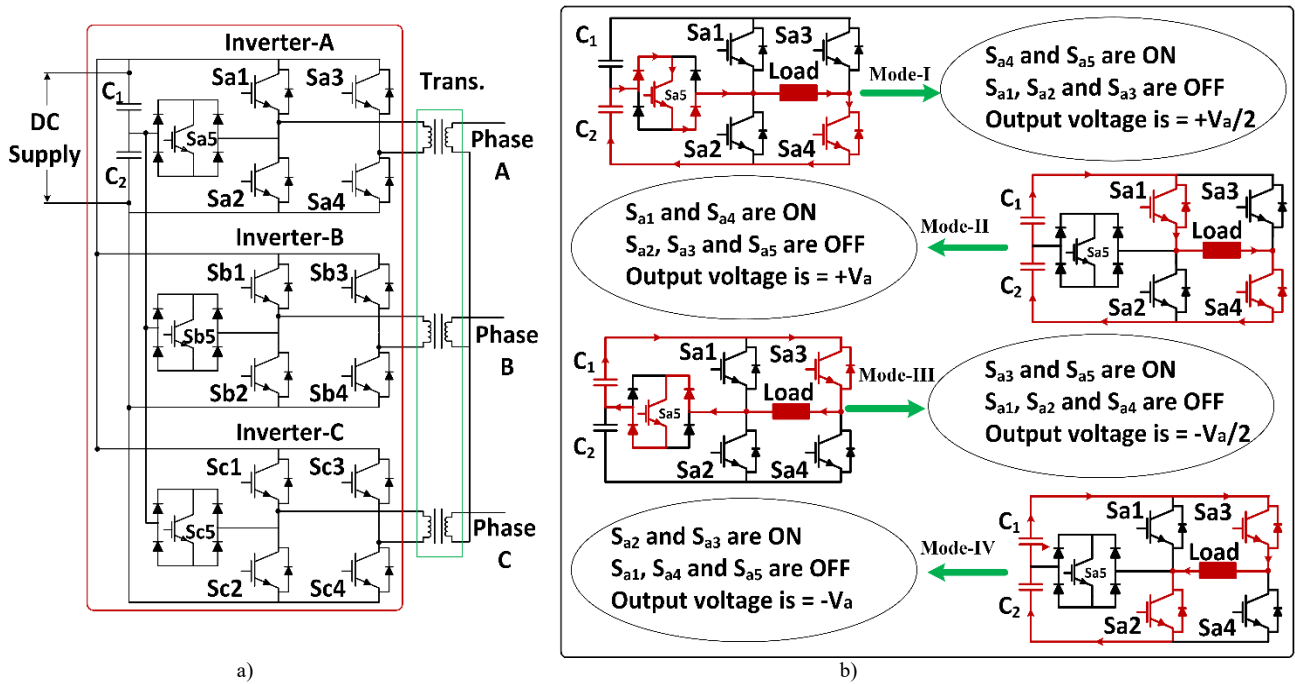 Inverter-A
Sa1
Sa3
Trans.
C1
DC
Supply
C2
Sa5
Phase
A
Sa2
Sa4
Inverter-B
Sb1
Sb3
Sb5
Phase
B
Sb2
Sb4
Inverter-C
Sc1
Sc3
Sc5
Phase
C
Sc2
Sc4
a)
C1
Sa1
Sa3
Load
Sa5
C2
Sa2
Sa4
Mode-I
Sa4 and Sa5 are ON
Sa1, Sa2 and Sa3 are OFF
Output voltage is = +Va/2
Sa1 and Sa4 are ON
Sa2, Sa3 and Sa5 are OFF
Output voltage is = +Va
Mode-II
C1
Sa1
Sa3
Load
Sa5
C2
Sa2
Sa4
C1
Sa1
Sa3
Load
Sa5
C2
Sa2
Sa4
Mode-III
Sa3 and Sa5 are ON
Sa1, Sa2 and Sa4 are OFF
Output voltage is = -Va/2
Sa2 and Sa3 are ON
Sa1, Sa4 and Sa5 are OFF
Output voltage is = -Va
Mode-IV
C1
Sa1
Sa3
Load
Sa5
C2
Sa2
Sa4
b)